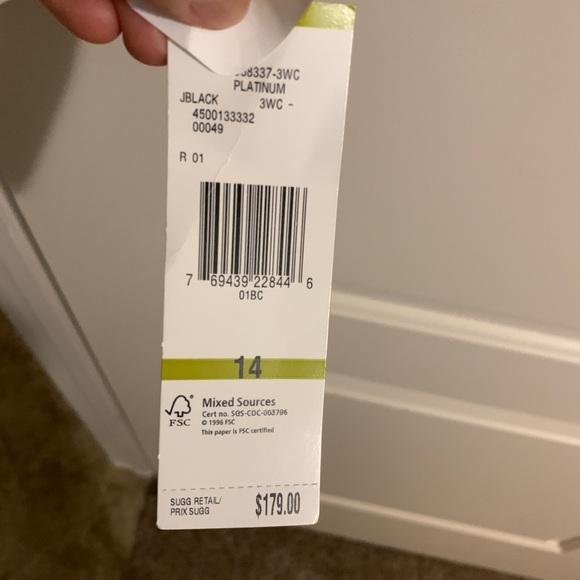 8337-3WC
PLATINUM
JBLACK 3WC -
4500133332
00049
R 01
7 69439 22844 6
01BC
14
FSC
Mixed Sources
Cert no. SGS-COC-003796
© 1996 FSC
This paper is FSC certified
SUGG RETAIL/
PRIX SUGG
$179.00